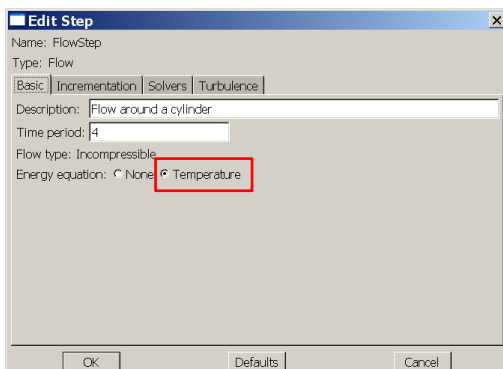 Edit Step
Name: FlowStep
Type: Flow
Basic Incrementation Solvers Turbulence
Description: Flow around a cylinder
Time period: 4
Flow type: Incompressible
Energy equation: None Temperature
OK Defaults Cancel